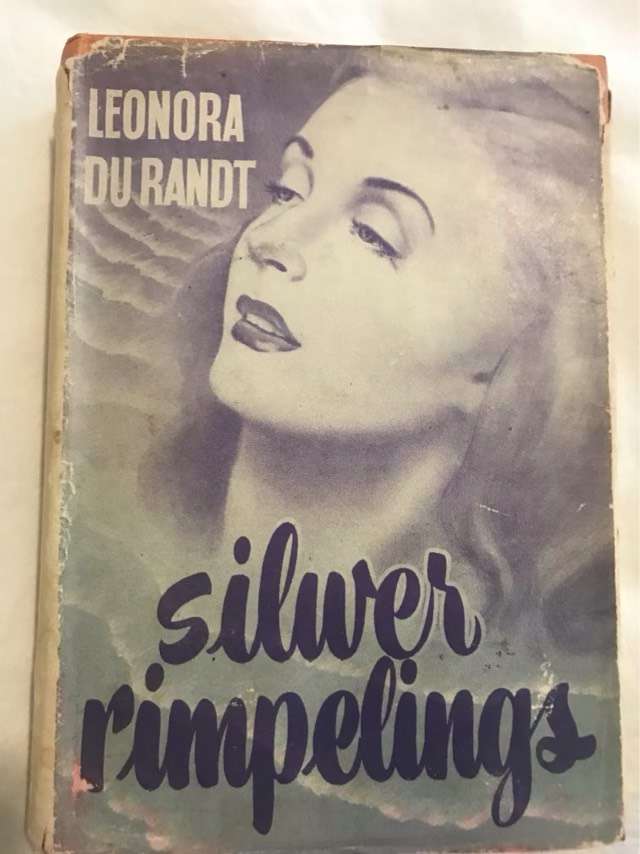 LEONORA
DU RANDT
silwer
rimpelings